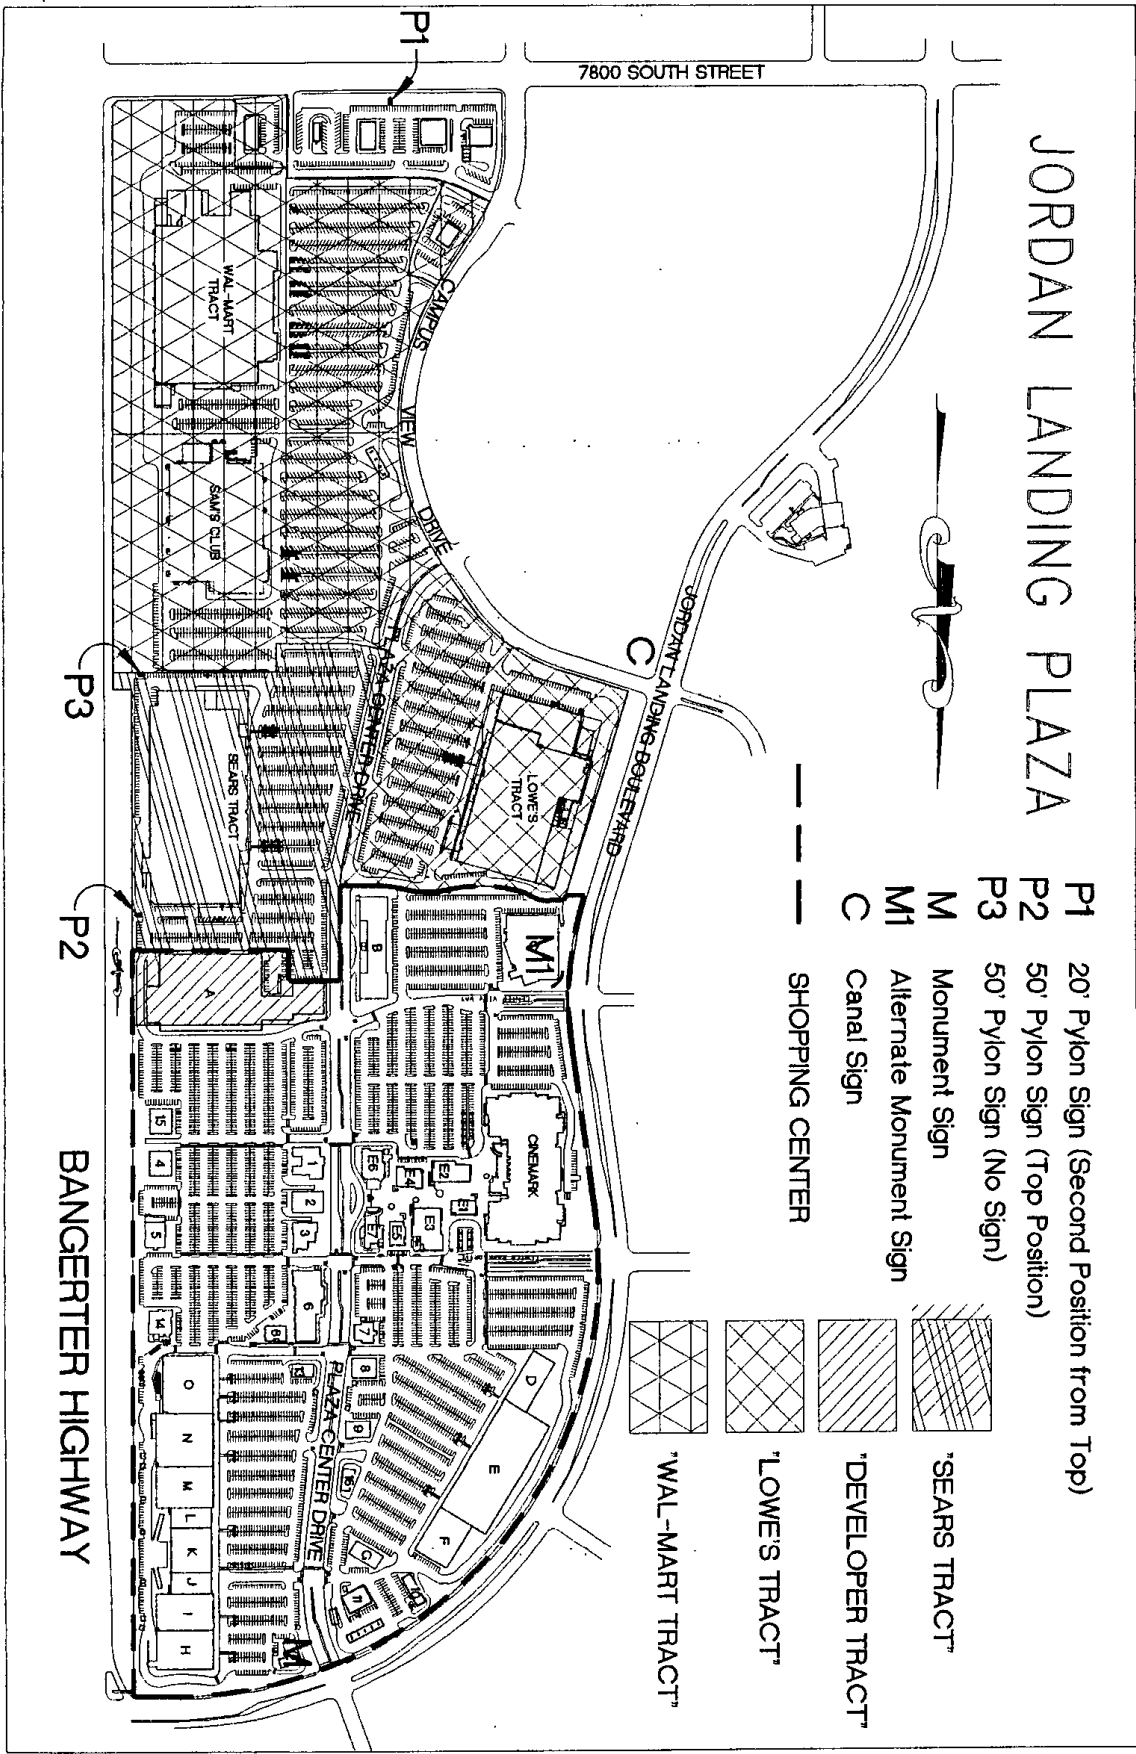 JORDAN LANDING PLAZA
P1 20' Pylon Sign (Second Position from Top)
P2 50' Pylon Sign (Top Position)
P3 50' Pylon Sign (No Sign)
M Monument Sign
M1 Alternate Monument Sign
C Canal Sign
SHOPPING CENTER
"SEARS TRACT"
"DEVELOPER TRACT"
"LOWE'S TRACT"
"WAL-MART TRACT"
7800 SOUTH STREET
P1
CAMPUS VIEW DRIVE
JORDAN LANDING BOULEVARD
C
WAL-MART
TRACT
SAM'S CLUB
PLAZA CENTER DRIVE
LOWE'S
TRACT
SEARS TRACT
P3
P2
M1
B
A
CINEMARK
E1
E2
E3
E4
E5
E6
E7
15
4
5
14
1
2
3
6
7
8
9
13
16
11
10
D
E
F
G
O
N
M
L
K
J
I
H
PLAZA CENTER DRIVE
M
BANGERTER HIGHWAY